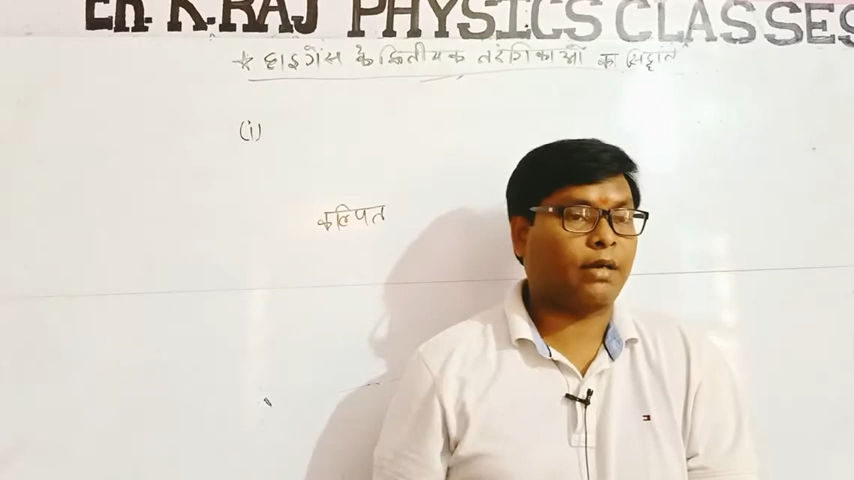 ER. K.RAJ PHYSICS CLASSES
* हाइगेंस के द्वितीयक तरंगिकाओं का सिद्धांत
(i)
कल्पित